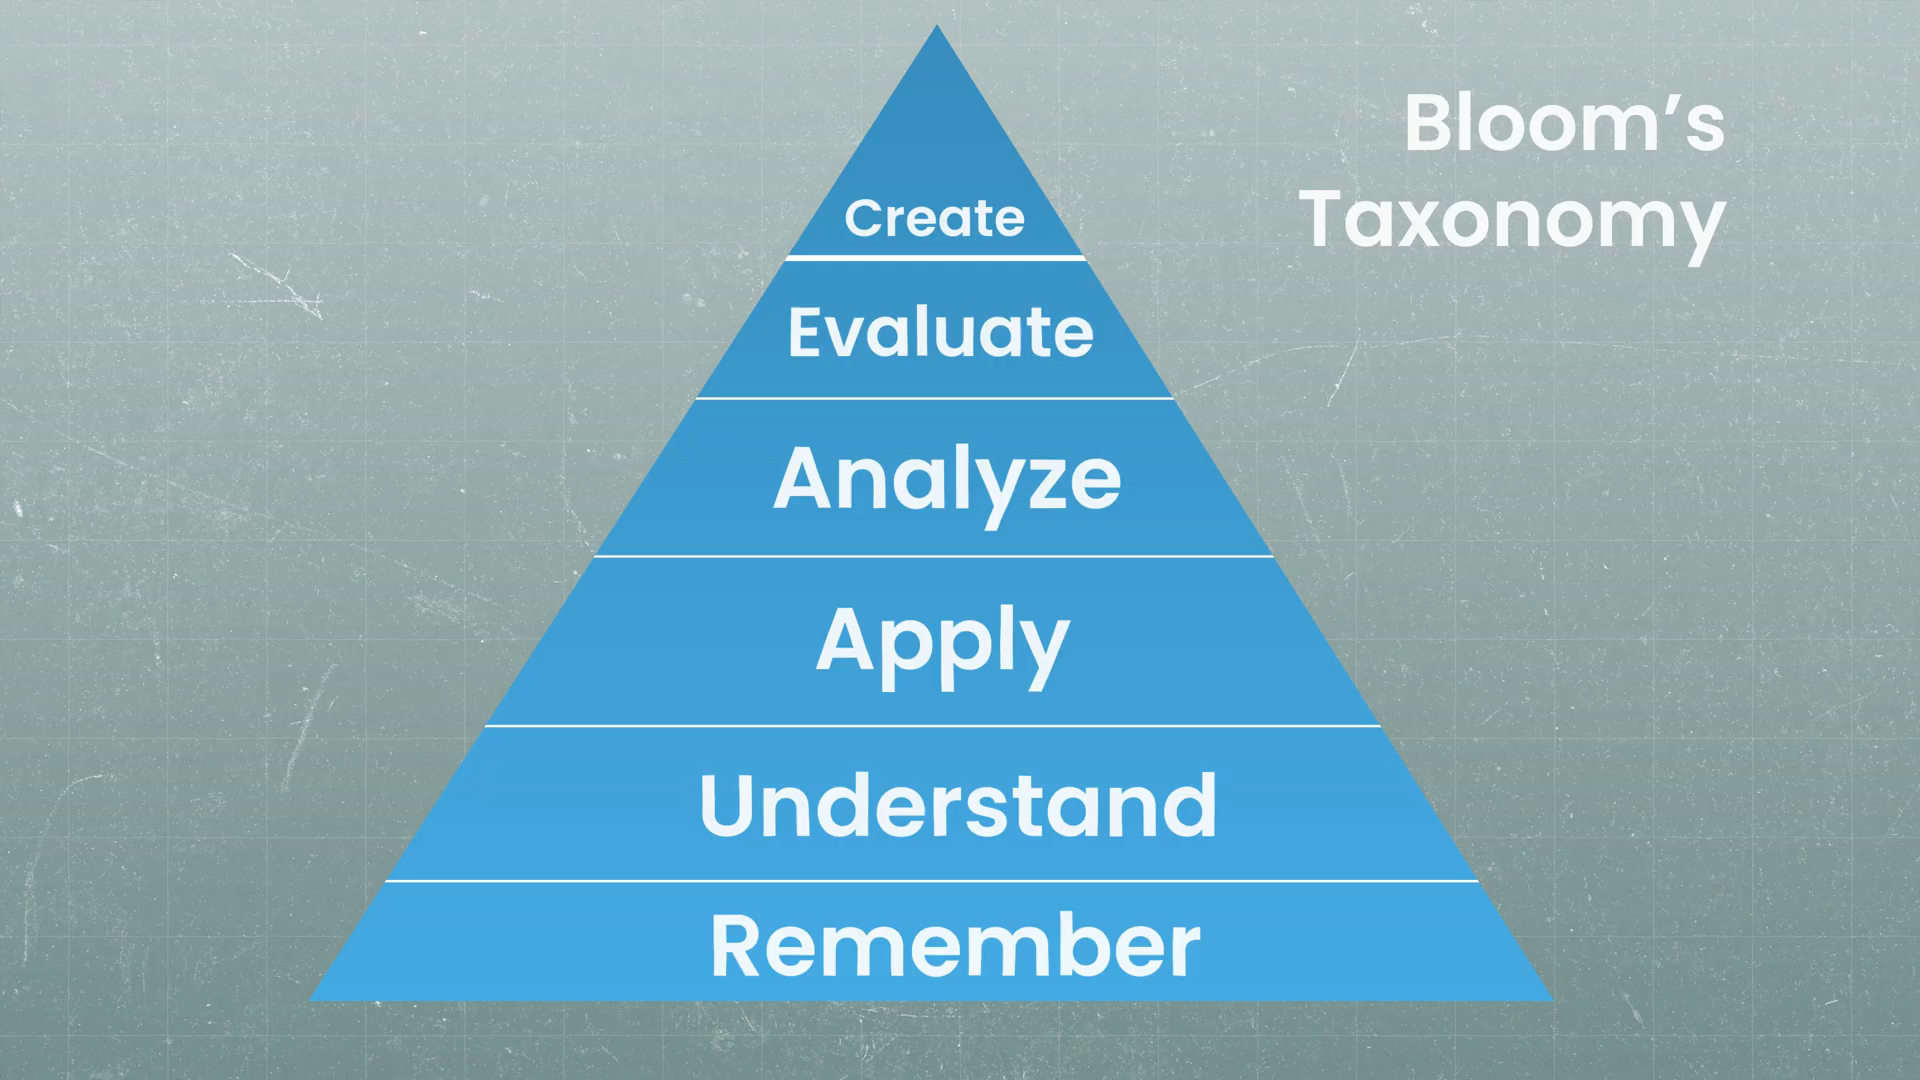 Bloom’s
Taxonomy
Create
Evaluate
Analyze
Apply
Understand
Remember